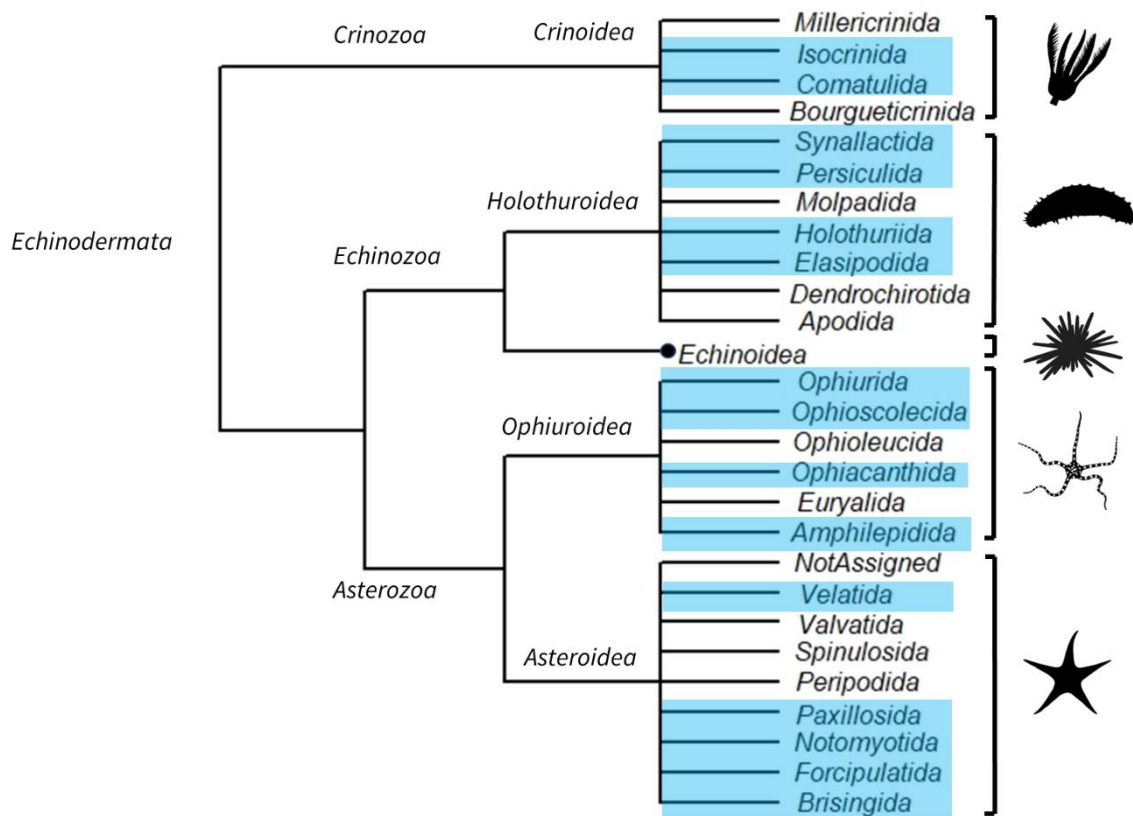 Crinozoa
Crinoidea
Millericrinida
Isocrinida
Comatulida
Bourgueticrinida
Synallactida
Persiculida
Holothuroidea
Molpadida
Holothuriida
Echinodermata
Echinozoa
Elasipodida
Dendrochirotida
Apodida
Echinoidea
Ophiurida
Ophioscolecida
Ophiuroidea
Ophioleucida
Ophiacanthida
Euryalida
Amphilepidida
NotAssigned
Asterozoa
Velatida
Valvatida
Asteroidea
Spinulosida
Peripodida
Paxillosida
Notomyotida
Forcipulatida
Brisingida